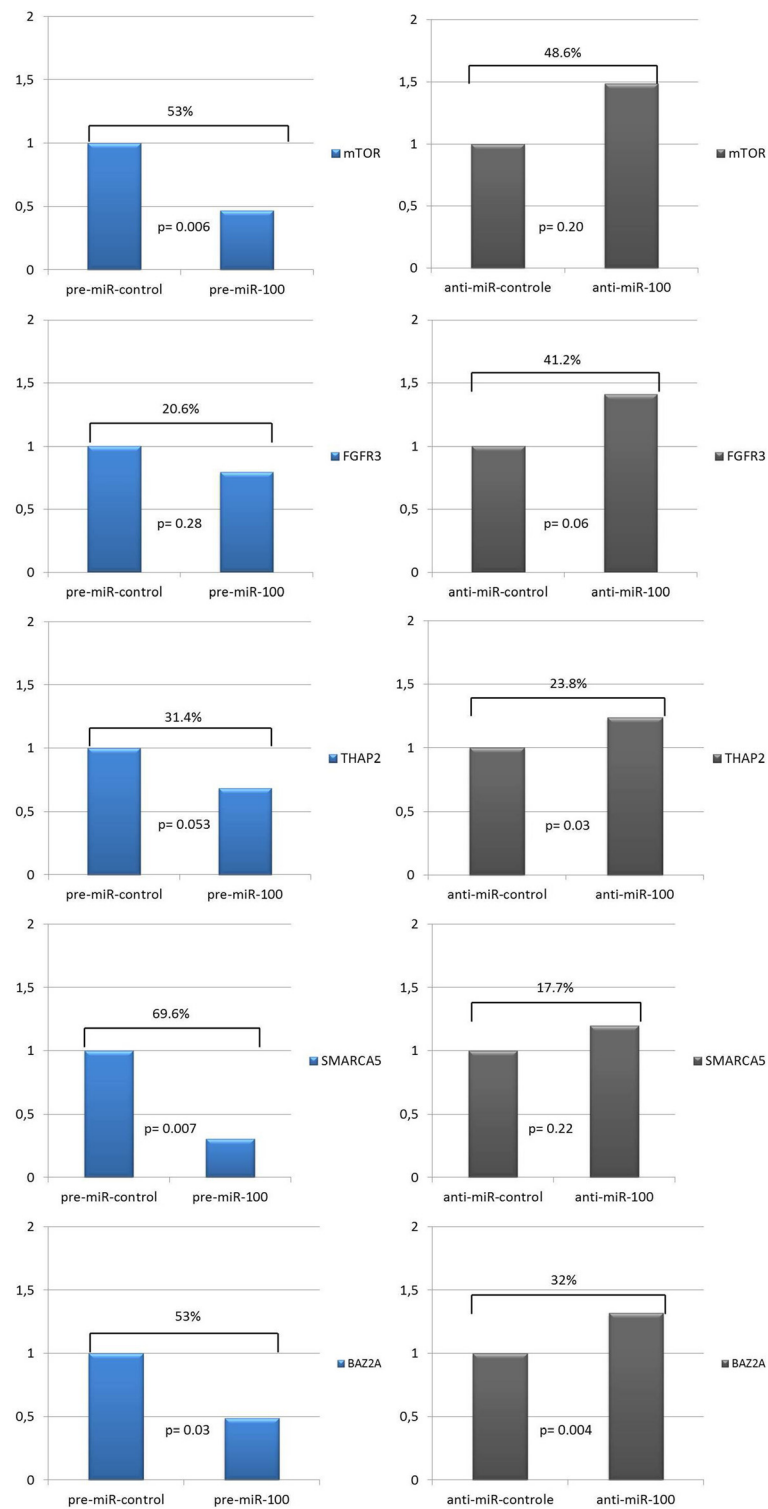 2
1,5
1
0,5
0
53%
p= 0.006
pre-miR-control pre-miR-100
mTOR
2
1,5
1
0,5
0
48.6%
p= 0.20
anti-miR-controle anti-miR-100
mTOR
2
1,5
1
0,5
0
20.6%
p= 0.28
pre-miR-control pre-miR-100
FGFR3
2
1,5
1
0,5
0
41.2%
p= 0.06
anti-miR-control anti-miR-100
FGFR3
2
1,5
1
0,5
0
31.4%
p= 0.053
pre-miR-control pre-miR-100
THAP2
2
1,5
1
0,5
0
23.8%
p= 0.03
anti-miR-control anti-miR-100
THAP2
2
1,5
1
0,5
0
69.6%
p= 0.007
pre-miR-control pre-miR-100
SMARCA5
2
1,5
1
0,5
0
17.7%
p= 0.22
anti-miR-control anti-miR-100
SMARCA5
2
1,5
1
0,5
0
53%
p= 0.03
pre-miR-control pre-miR-100
BAZ2A
2
1,5
1
0,5
0
32%
p= 0.004
anti-miR-controle anti-miR-100
BAZ2A